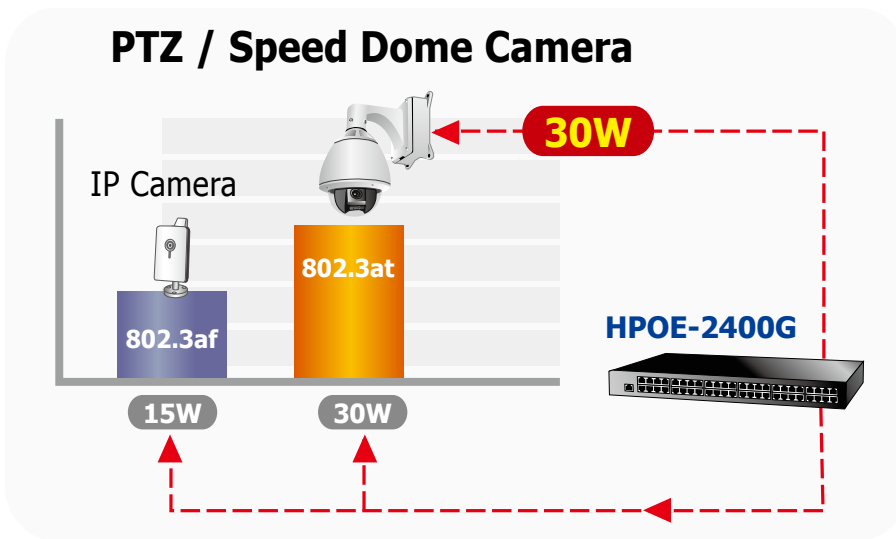 PTZ / Speed Dome Camera
30W
IP Camera
802.3at
802.3af
HPOE-2400G
15W
30W